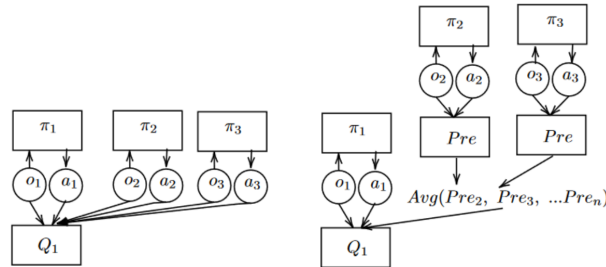 π₂ π₃
o₂ a₂ o₃ a₃
π₁ π₂ π₃ π₁ Pre Pre
o₁ a₁ o₂ a₂ o₃ a₃ o₁ a₁ Avg(Pre₂, Pre₃, ...Preₙ)
Q₁ Q₁